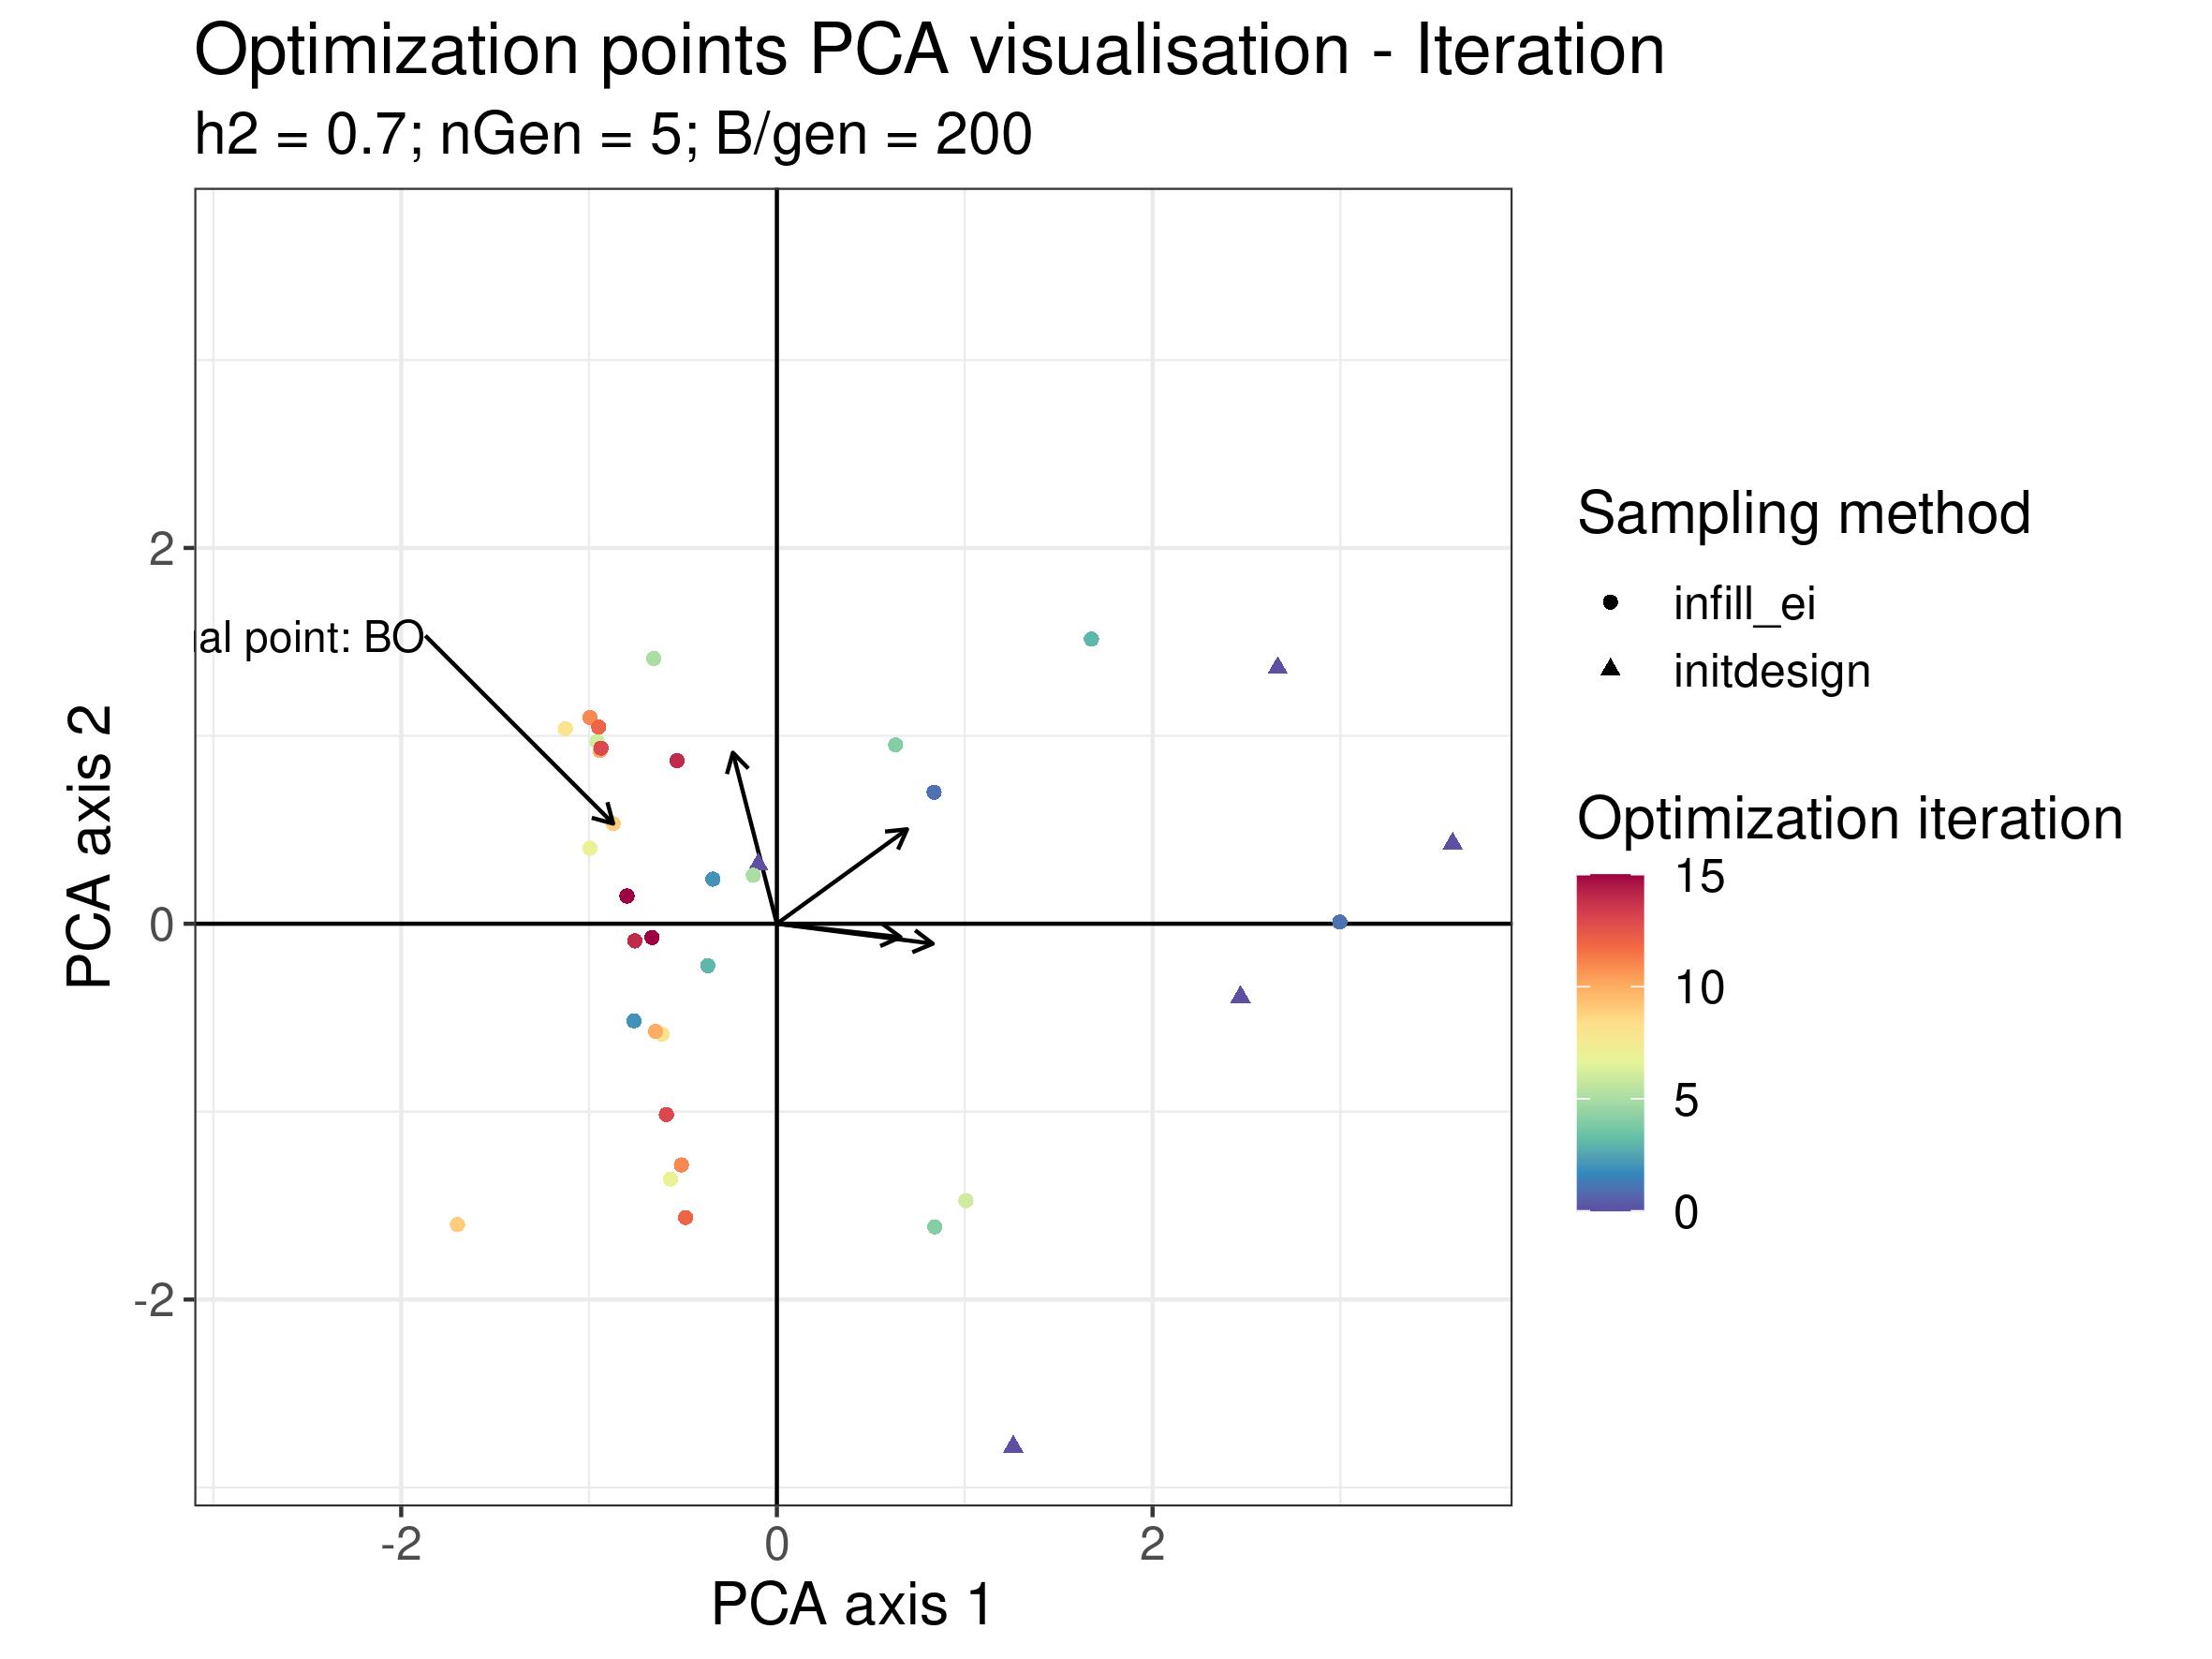 Optimization points PCA visualisation - Iteration
h2 = 0.7; nGen = 5; B/gen = 200
2
0
-2
PCA axis 2
point: BO
-2
0
2
PCA axis 1
Sampling method
infill_ei
initdesign
Optimization iteration
15
10
5
0